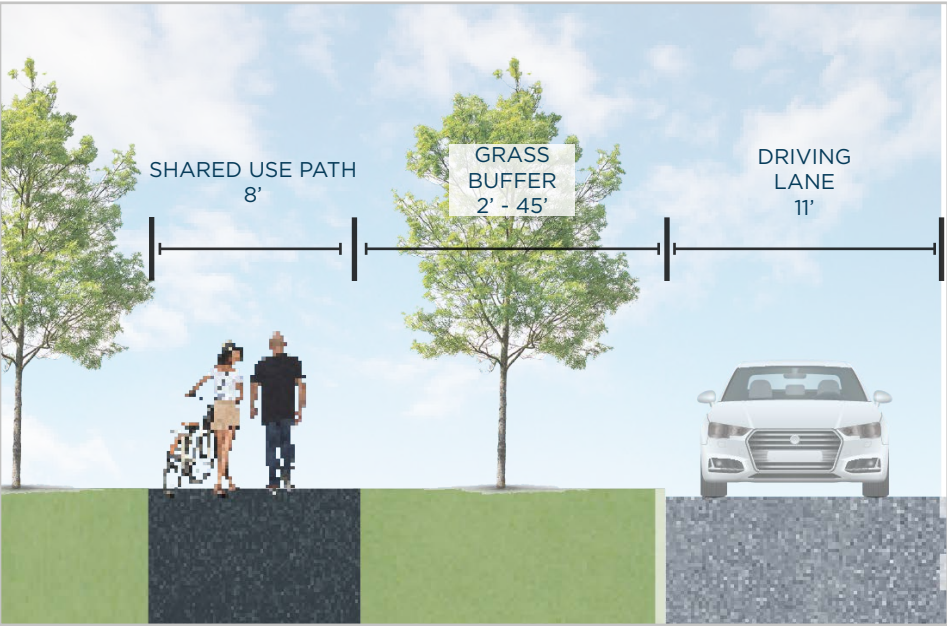 SHARED USE PATH
8’
GRASS
BUFFER
2’ - 45’
DRIVING
LANE
11’